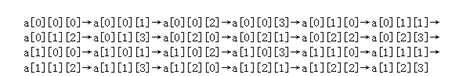 a[0][0][0]→a[0][0][1]→a[0][0][2]→a[0][0][3]→a[0][1][0]→a[0][1][1]→
a[0][1][2]→a[0][1][3]→a[0][2][0]→a[0][2][1]→a[0][2][2]→a[0][2][3]→
a[1][0][0]→a[1][0][1]→a[1][0][2]→a[1][0][3]→a[1][1][0]→a[1][1][1]→
a[1][1][2]→a[1][1][3]→a[1][2][0]→a[1][2][1]→a[1][2][2]→a[1][2][3]